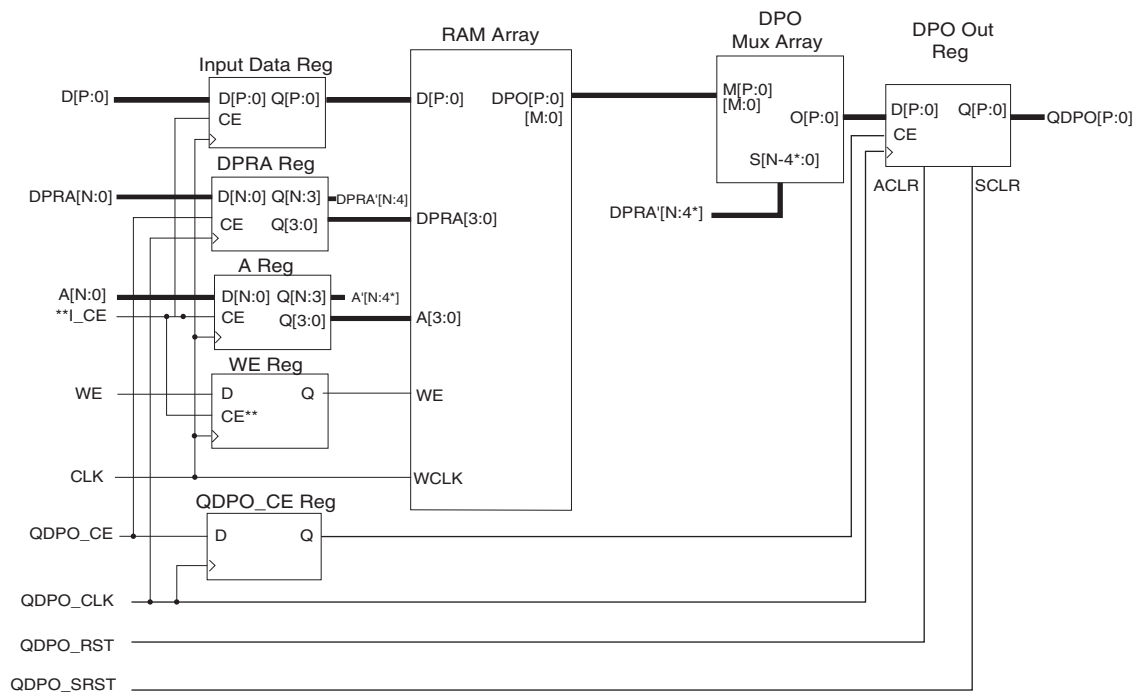 RAM Array
DPO
Mux Array
DPO Out
Reg
Input Data Reg
D[P:0]
D[P:0] Q[P:0]
CE
D[P:0]
DPO[P:0]
[M:0]
M[P:0]
[M:0]
O[P:0]
S[N-4*:0]
D[P:0] Q[P:0]
CE
QDPO[P:0]
ACLR
SCLR
DPRA Reg
DPRA[N:0]
D[N:0] Q[N:3]
DPRA'[N:4]
CE
Q[3:0]
DPRA[3:0]
DPRA'[N:4*]
A Reg
A[N:0]
D[N:0] Q[N:3]
A'[N:4*]
**I_CE
CE
Q[3:0]
A[3:0]
WE Reg
WE
D
Q
WE
CE**
CLK
WCLK
QDPO_CE Reg
QDPO_CE
D
Q
QDPO_CLK
QDPO_RST
QDPO_SRST